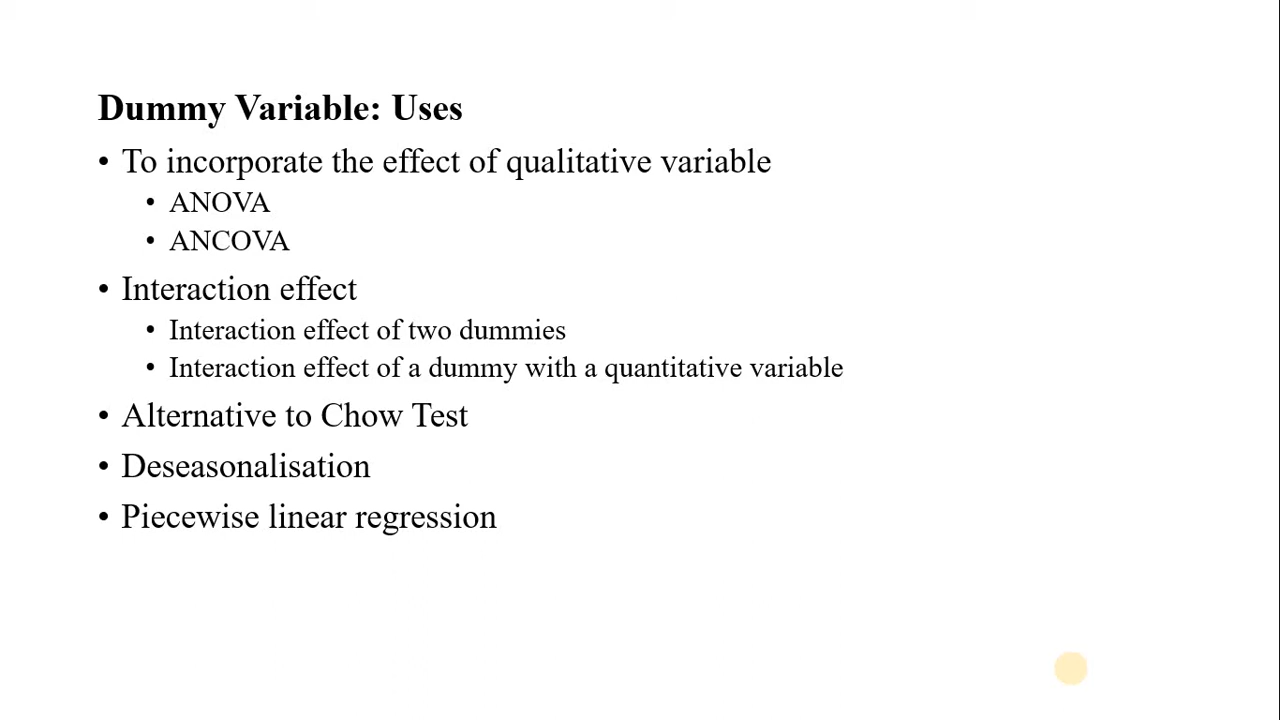 Dummy Variable: Uses
• To incorporate the effect of qualitative variable
• ANOVA
• ANCOVA
• Interaction effect
• Interaction effect of two dummies
• Interaction effect of a dummy with a quantitative variable
• Alternative to Chow Test
• Deseasonalisation
• Piecewise linear regression